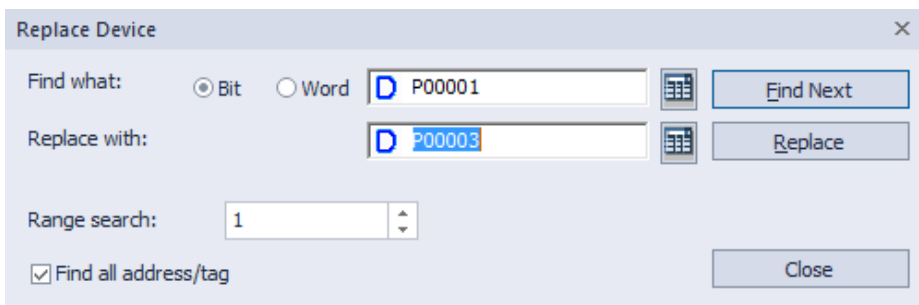 Replace Device
Find what: Bit Word D P00001 Find Next
Replace with: D P00003 Replace
Range search: 1
Find all address/tag Close